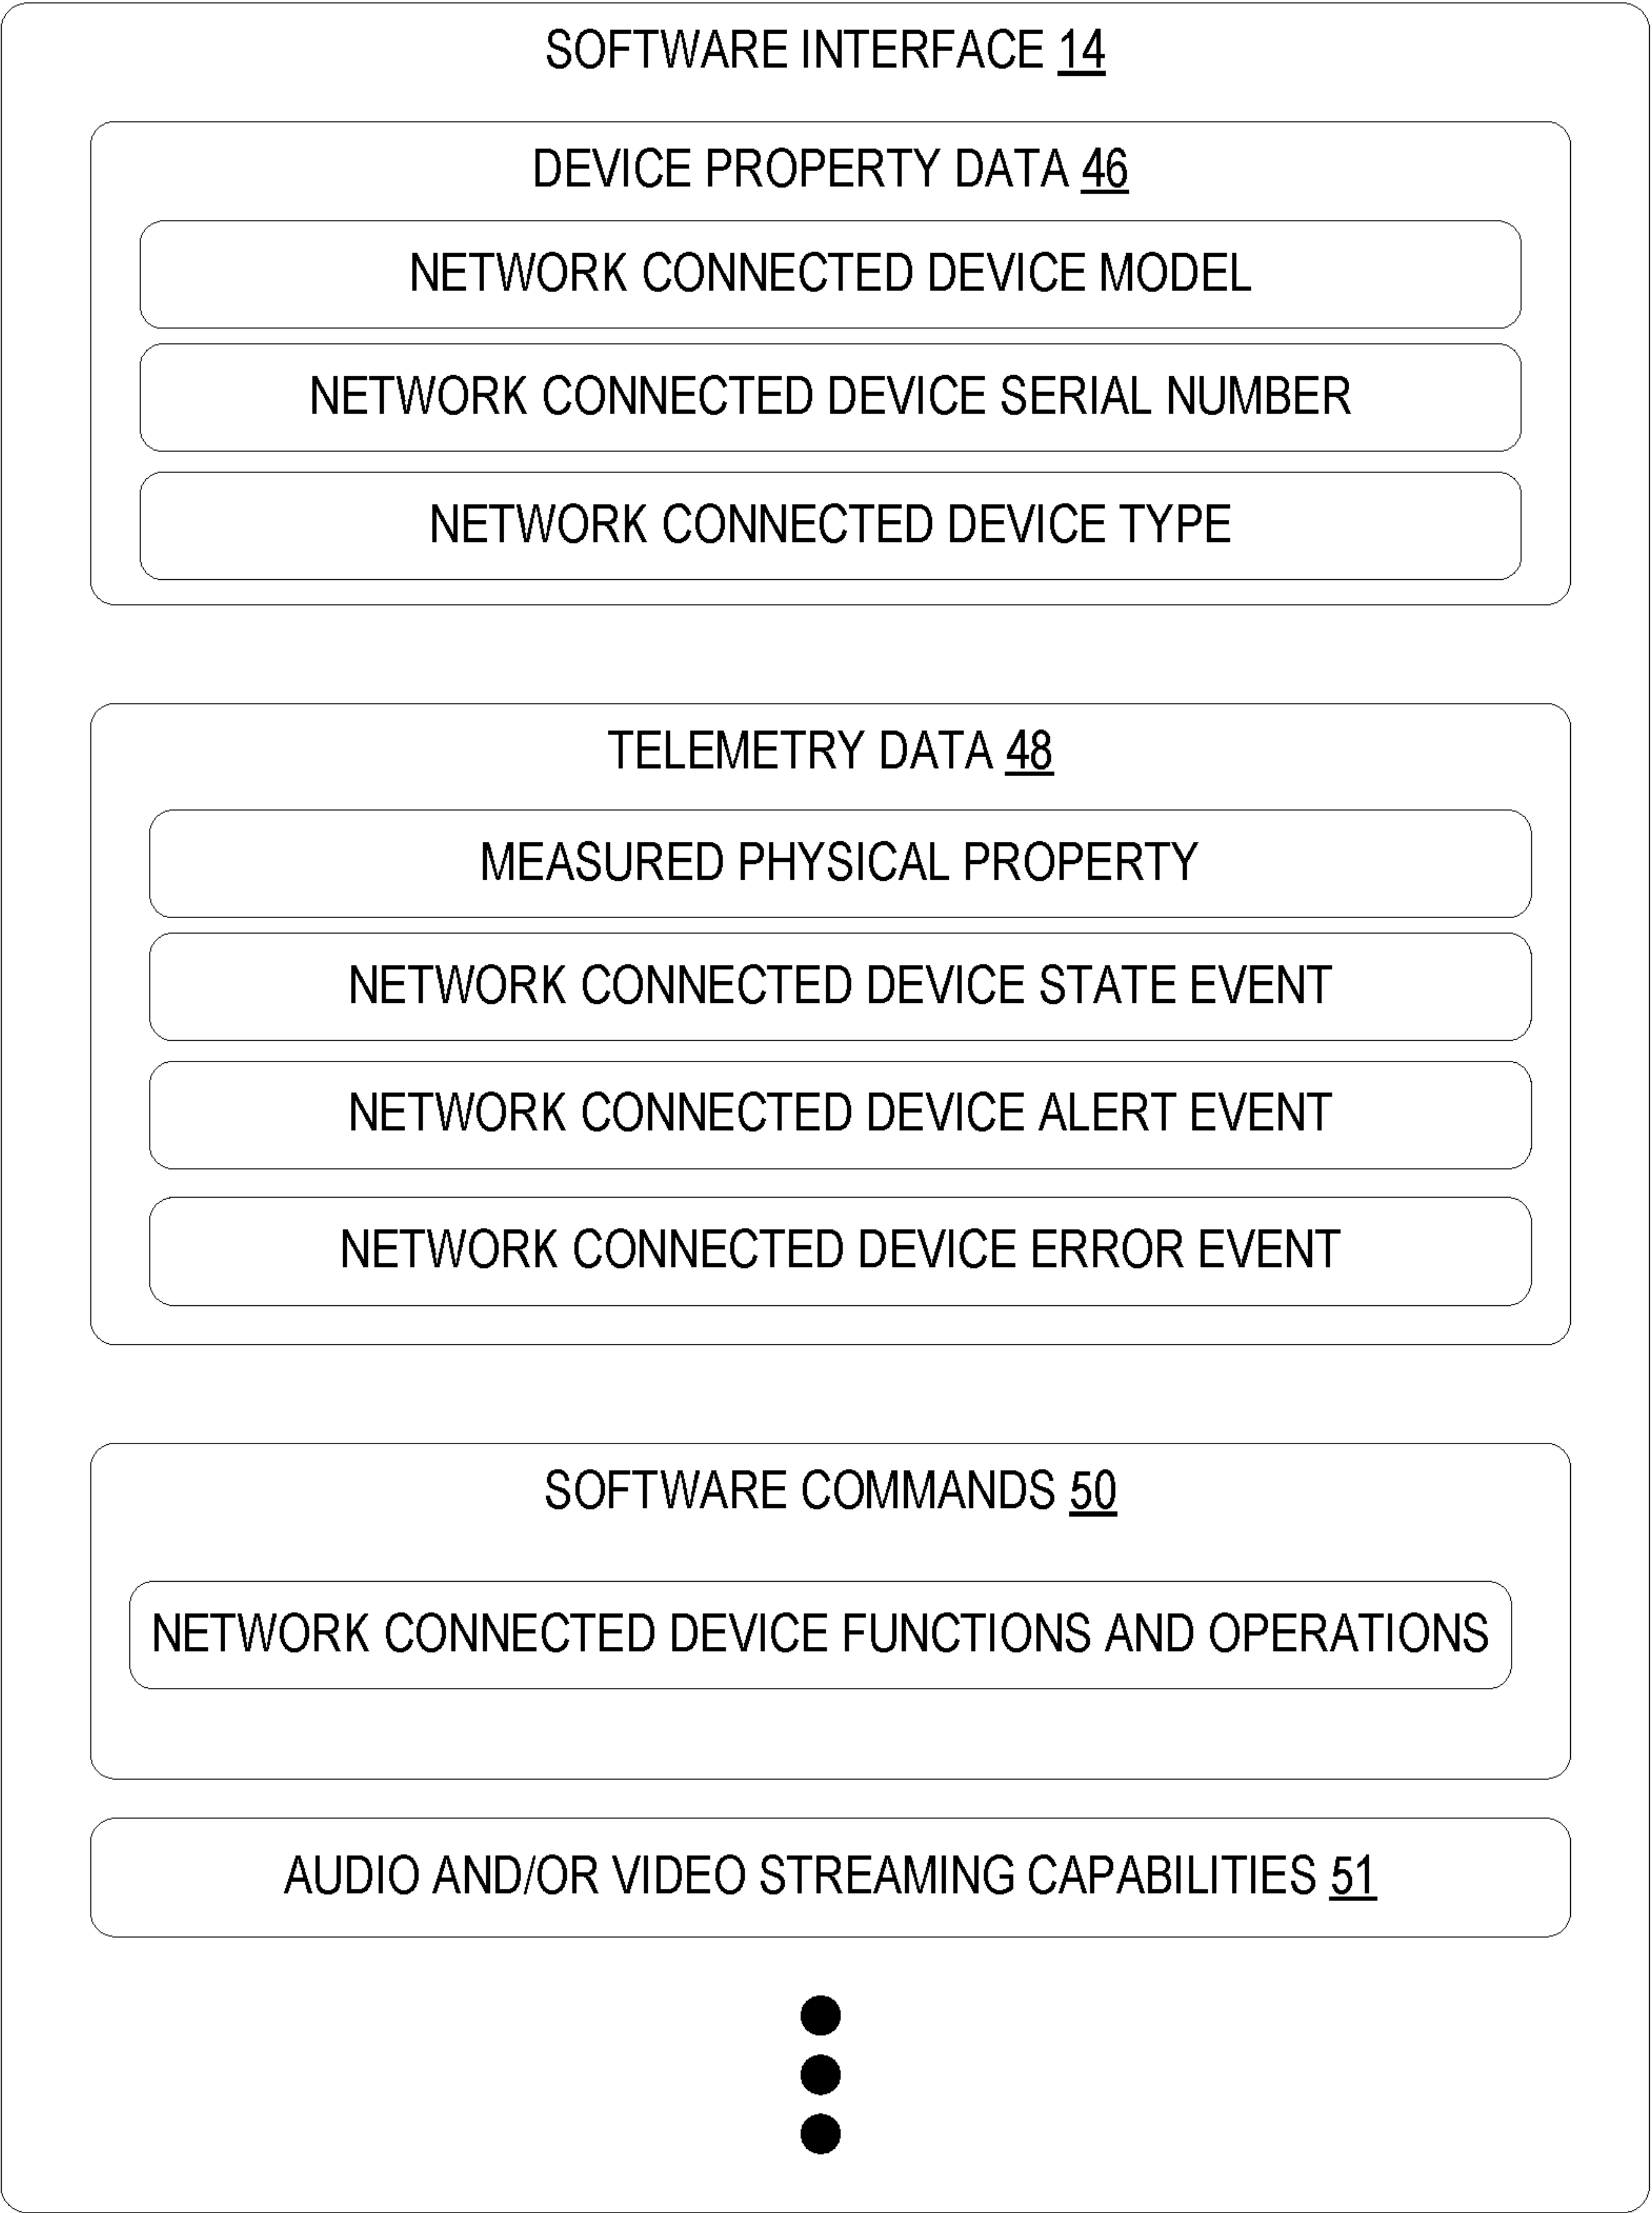 SOFTWARE INTERFACE 14
DEVICE PROPERTY DATA 46
NETWORK CONNECTED DEVICE MODEL
NETWORK CONNECTED DEVICE SERIAL NUMBER
NETWORK CONNECTED DEVICE TYPE
TELEMETRY DATA 48
MEASURED PHYSICAL PROPERTY
NETWORK CONNECTED DEVICE STATE EVENT
NETWORK CONNECTED DEVICE ALERT EVENT
NETWORK CONNECTED DEVICE ERROR EVENT
SOFTWARE COMMANDS 50
NETWORK CONNECTED DEVICE FUNCTIONS AND OPERATIONS
AUDIO AND/OR VIDEO STREAMING CAPABILITIES 51